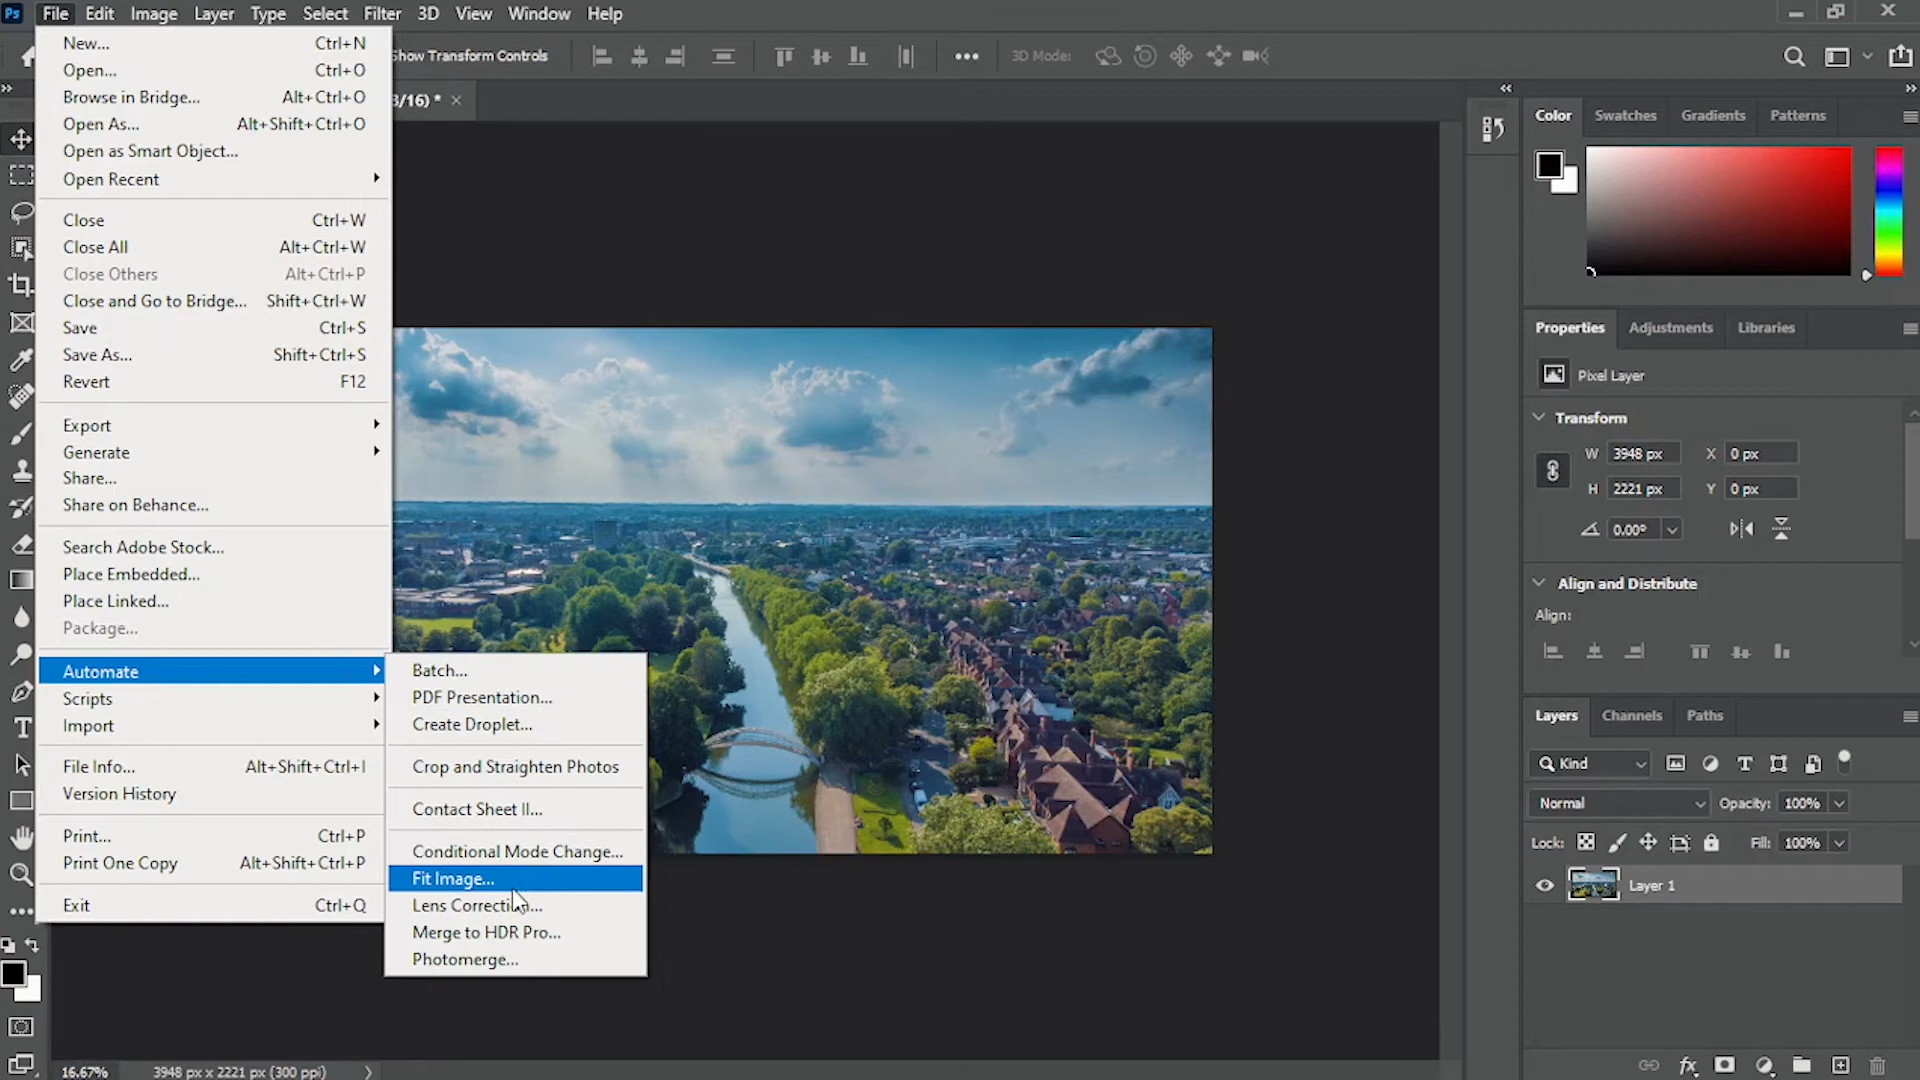 Ps File Edit Image Layer Type Select Filter 3D View Window Help
New... Ctrl+N
Open... Ctrl+O
Browse in Bridge... Alt+Ctrl+O
Open As... Alt+Shift+Ctrl+O
Open as Smart Object...
Open Recent
Close Ctrl+W
Close All Alt+Ctrl+W
Close Others Alt+Ctrl+P
Close and Go to Bridge... Shift+Ctrl+W
Save Ctrl+S
Save As... Shift+Ctrl+S
Revert F12
Export
Generate
Share...
Share on Behance...
Search Adobe Stock...
Place Embedded...
Place Linked...
Package...
Automate
Scripts
Import
File Info... Alt+Shift+Ctrl+I
Version History
Print... Ctrl+P
Print One Copy Alt+Shift+Ctrl+P
Exit Ctrl+Q
Batch...
PDF Presentation...
Create Droplet...
Crop and Straighten Photos
Contact Sheet II...
Conditional Mode Change...
Fit Image...
Lens Correction...
Merge to HDR Pro...
Photomerge...
Show Transform Controls
3D Mode:
3/16) *
Color Swatches Gradients Patterns
Properties Adjustments Libraries
Pixel Layer
Transform
W 3948 px X 0 px
H 2221 px Y 0 px
0.00°
Align and Distribute
Align:
Layers Channels Paths
Kind
Normal Opacity: 100%
Lock: Fill: 100%
Layer 1
fx
16.67% 3948 px x 2221 px (300 ppi)